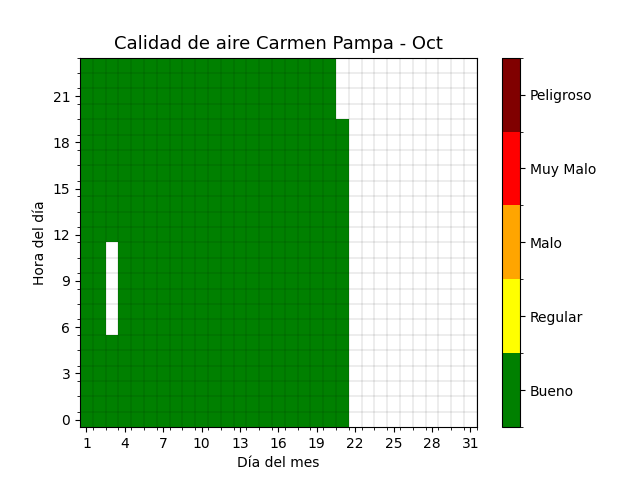 Calidad de aire Carmen Pampa - Oct
Peligroso
Muy Malo
Malo
Regular
Bueno
Hora del día
21
18
15
12
9
6
3
0
1 4 7 10 13 16 19 22 25 28 31
Día del mes